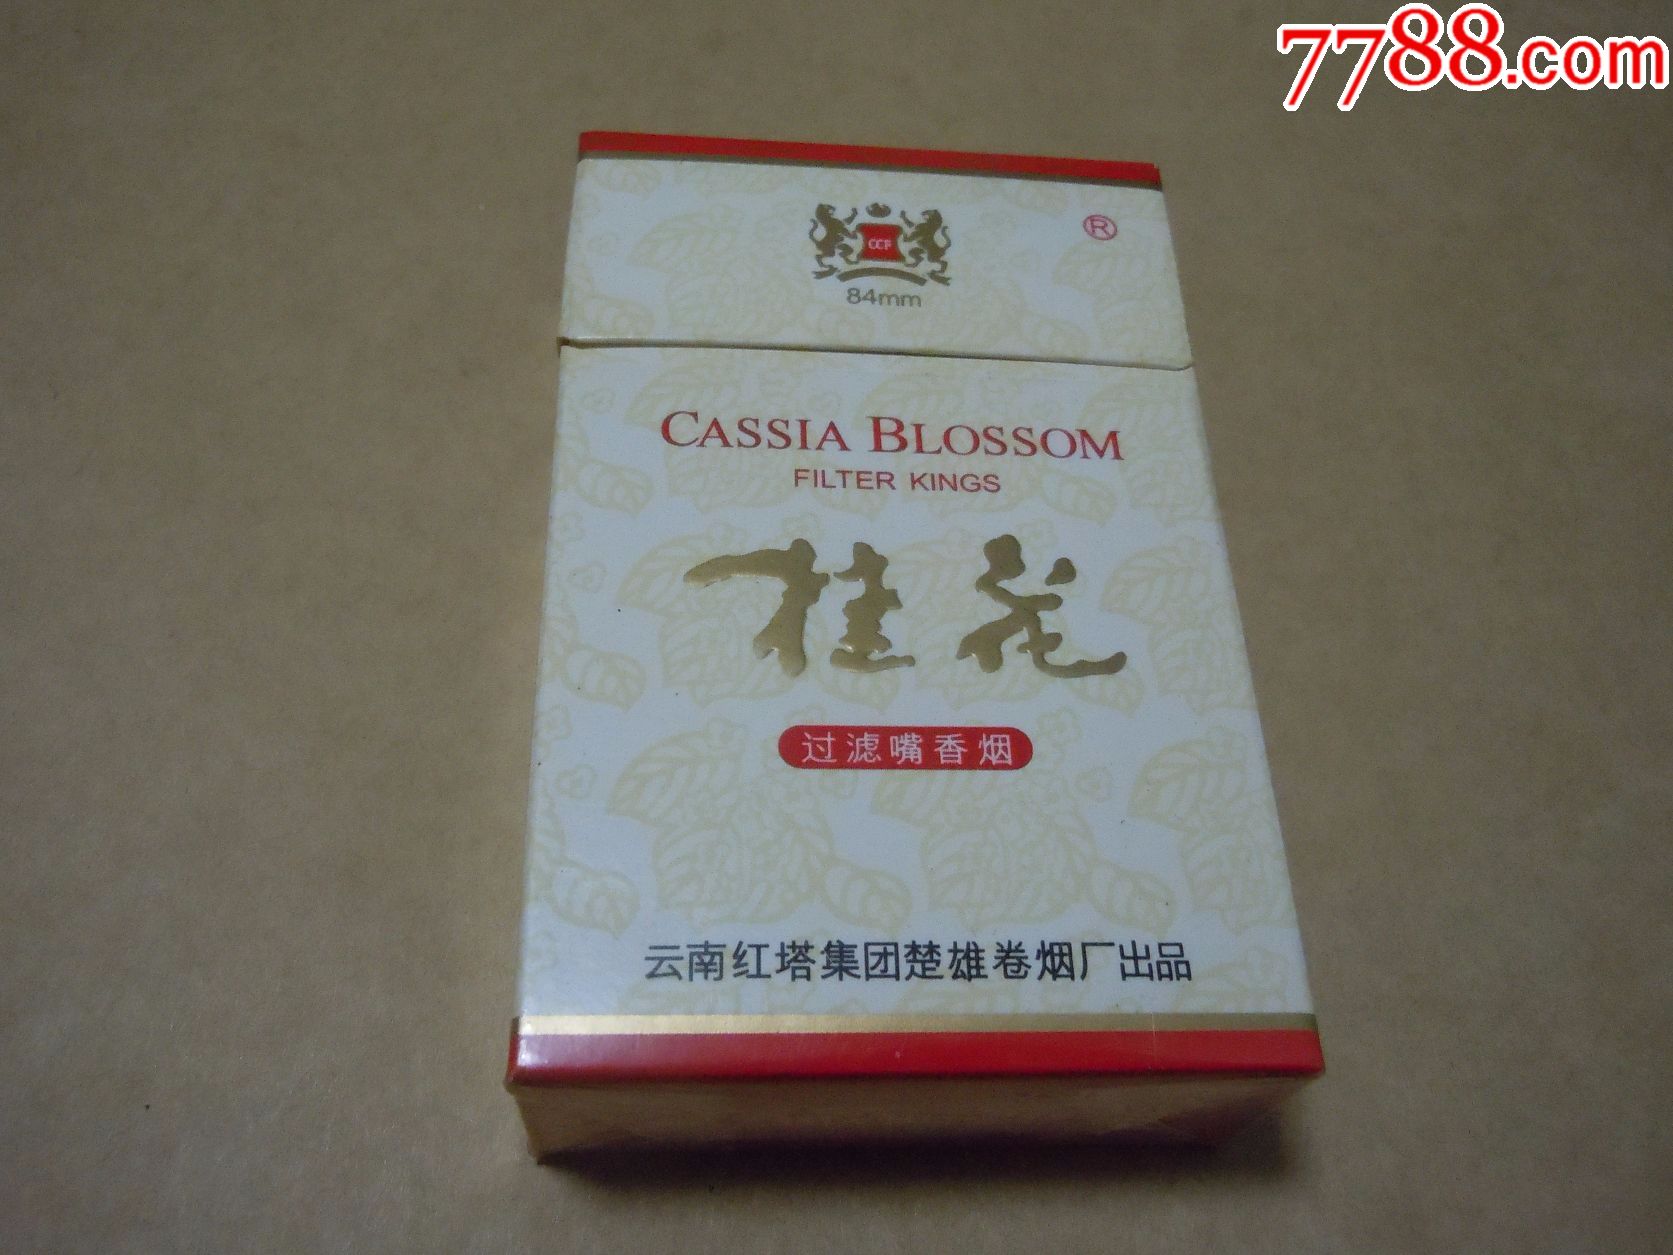 7788.com
CCF
®
84mm
CASSIA BLOSSOM
FILTER KINGS
桂花
过滤嘴香烟
云南红塔集团楚雄卷烟厂出品